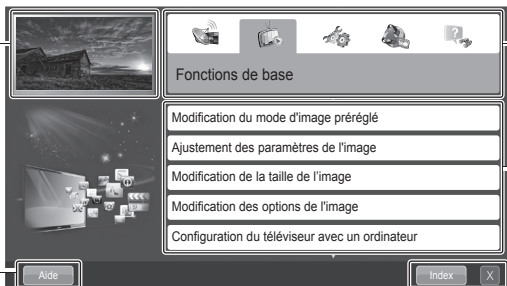 Fonctions de base
Modification du mode d'image préréglé
Ajustement des paramètres de l'image
Modification de la taille de l'image
Modification des options de l'image
Configuration du téléviseur avec un ordinateur
Aide
Index
X